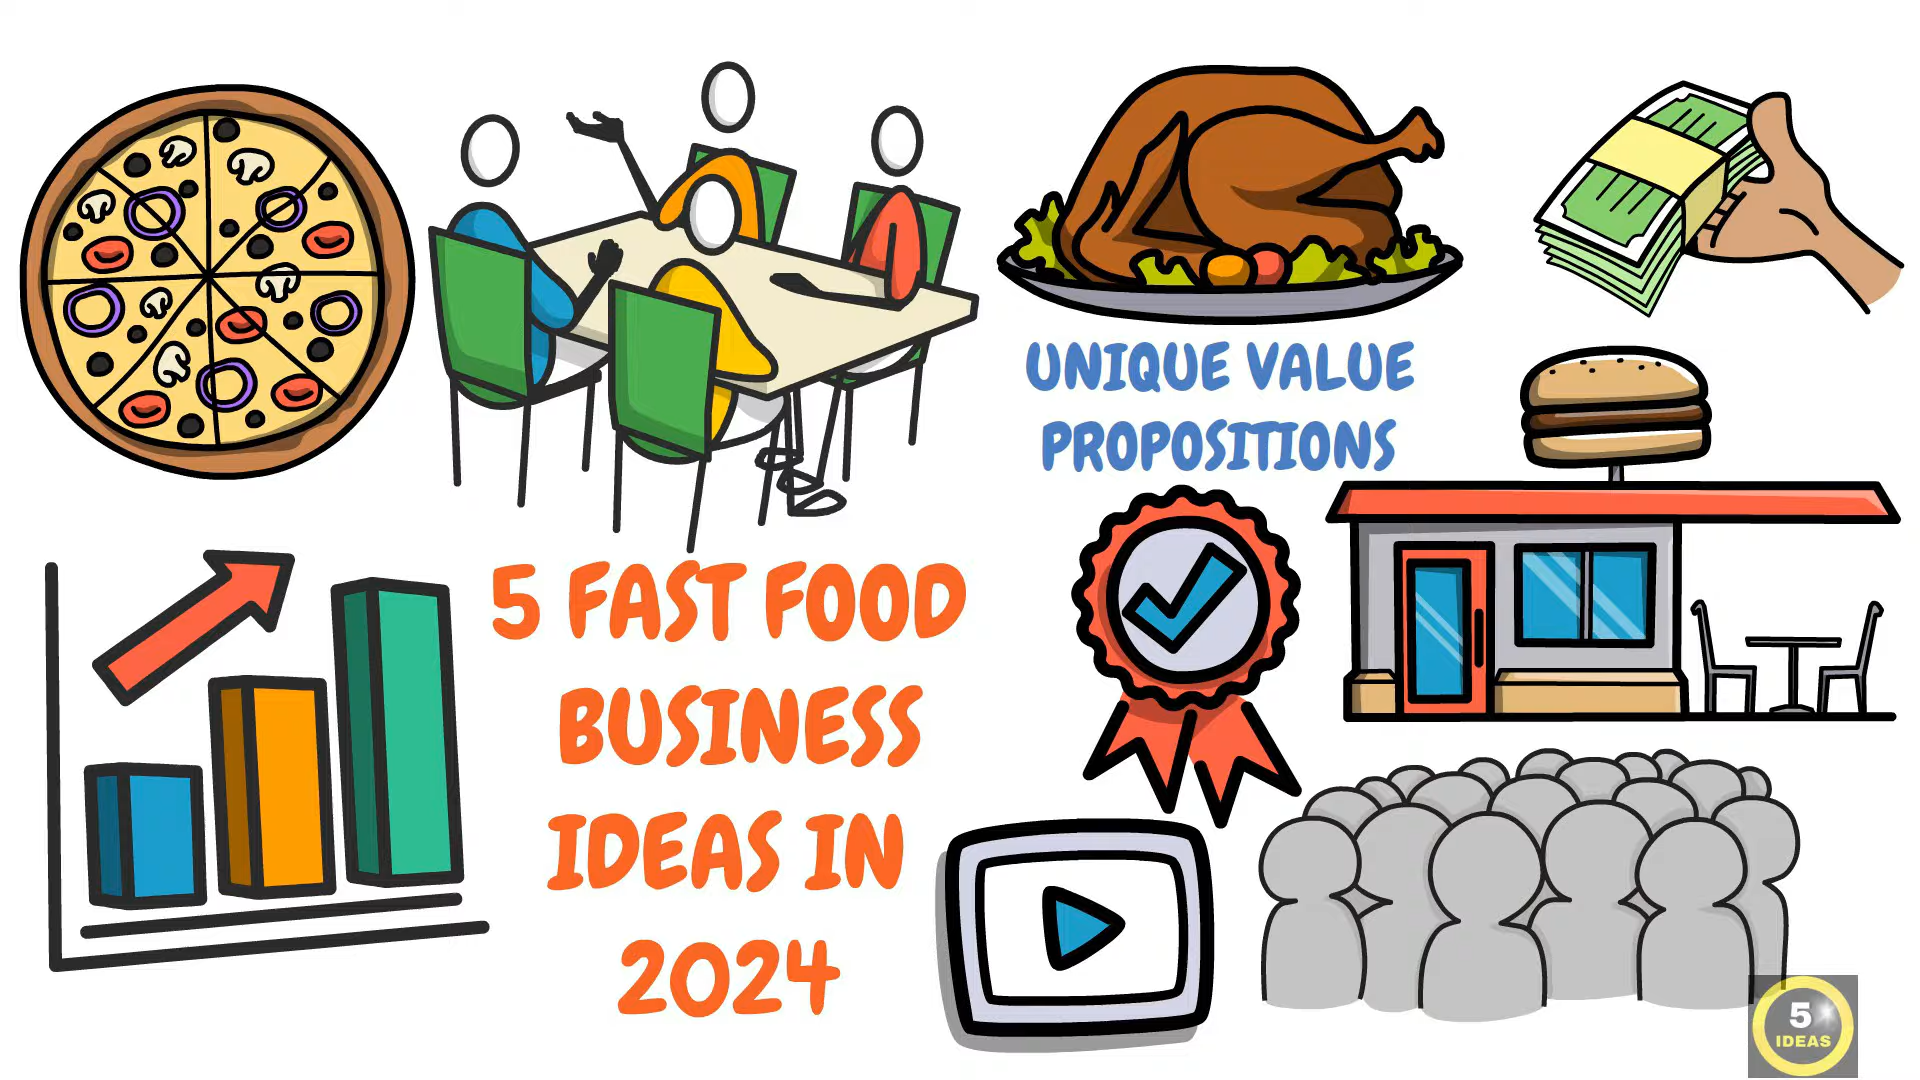 UNIQUE VALUE
PROPOSITIONS
5 FAST FOOD
BUSINESS
IDEAS IN
2024
5
IDEAS